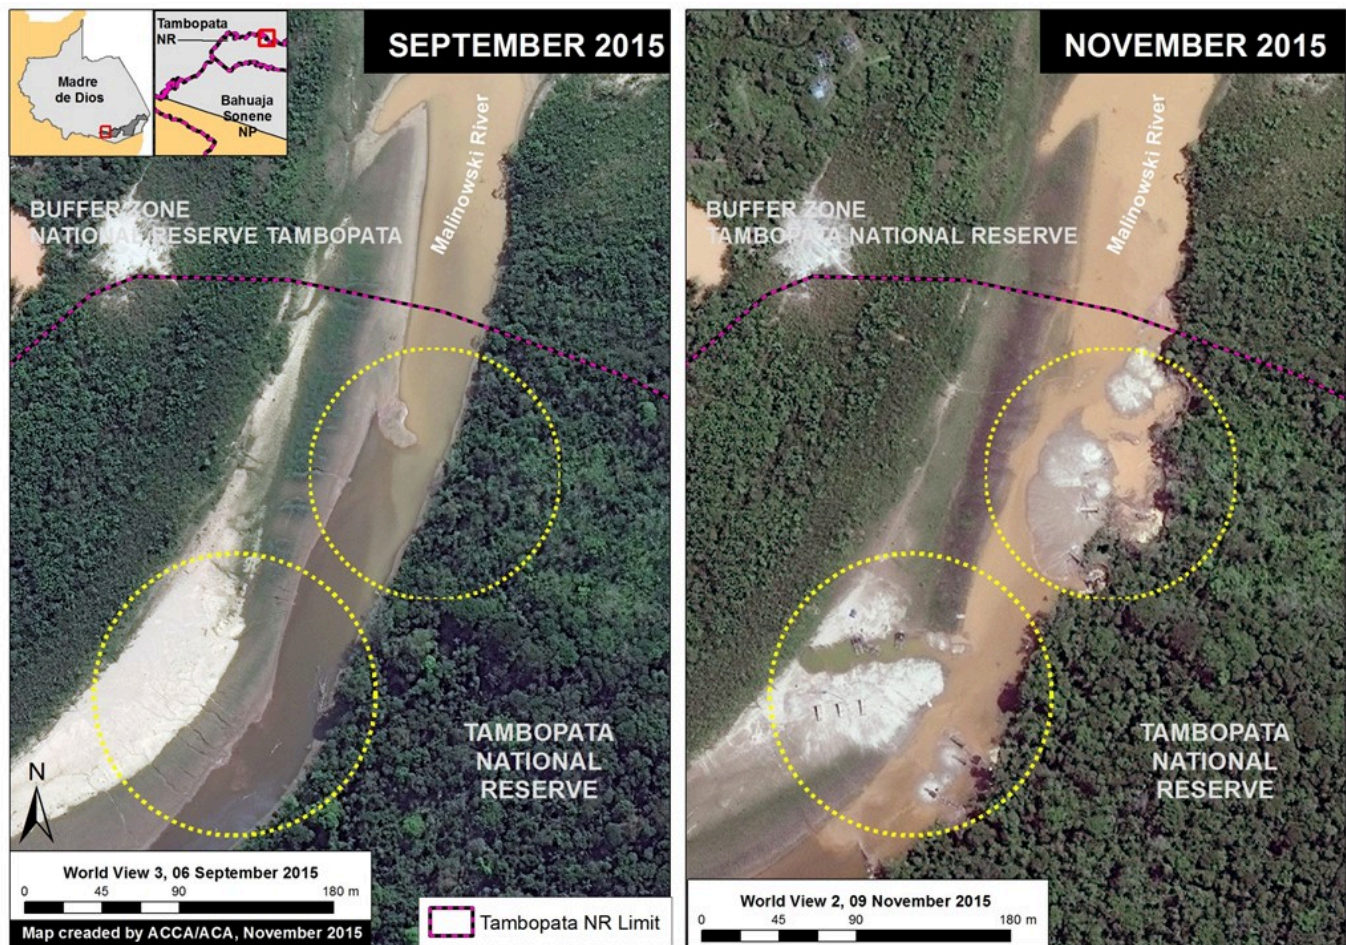 Tambopata
NR
Madre
de Dios
Bahuaja
Sonene
NP
SEPTEMBER 2015
Malinowski River
BUFFER ZONE
NATIONAL RESERVE TAMBOPATA
TAMBOPATA
NATIONAL
RESERVE
N
World View 3, 06 September 2015
0 45 90 180 m
Map creaded by ACCA/ACA, November 2015
Tambopata NR Limit
NOVEMBER 2015
Malinowski River
BUFFER ZONE
TAMBOPATA NATIONAL RESERVE
TAMBOPATA
NATIONAL
RESERVE
World View 2, 09 November 2015
0 45 90 180 m